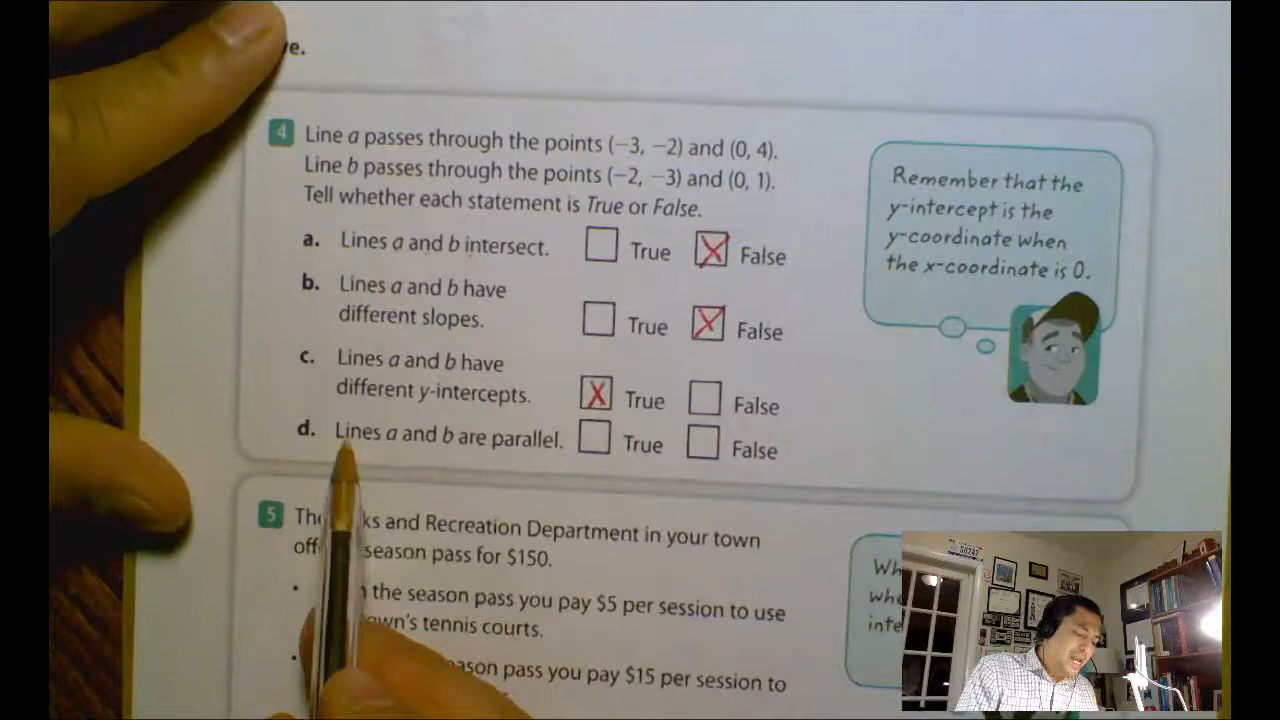 4 Line a passes through the points (−3, −2) and (0, 4).
Line b passes through the points (−2, −3) and (0, 1).
Tell whether each statement is True or False.
a. Lines a and b intersect. True X False
b. Lines a and b have
different slopes. True X False
c. Lines a and b have
different y-intercepts. X True False
d. Lines a and b are parallel. True False
Remember that the
y-intercept is the
y-coordinate when
the x-coordinate is 0.
5 and Recreation Department in your town
season pass for $150.
the season pass you pay $5 per session to use
tennis courts.
pass you pay $15 per session to